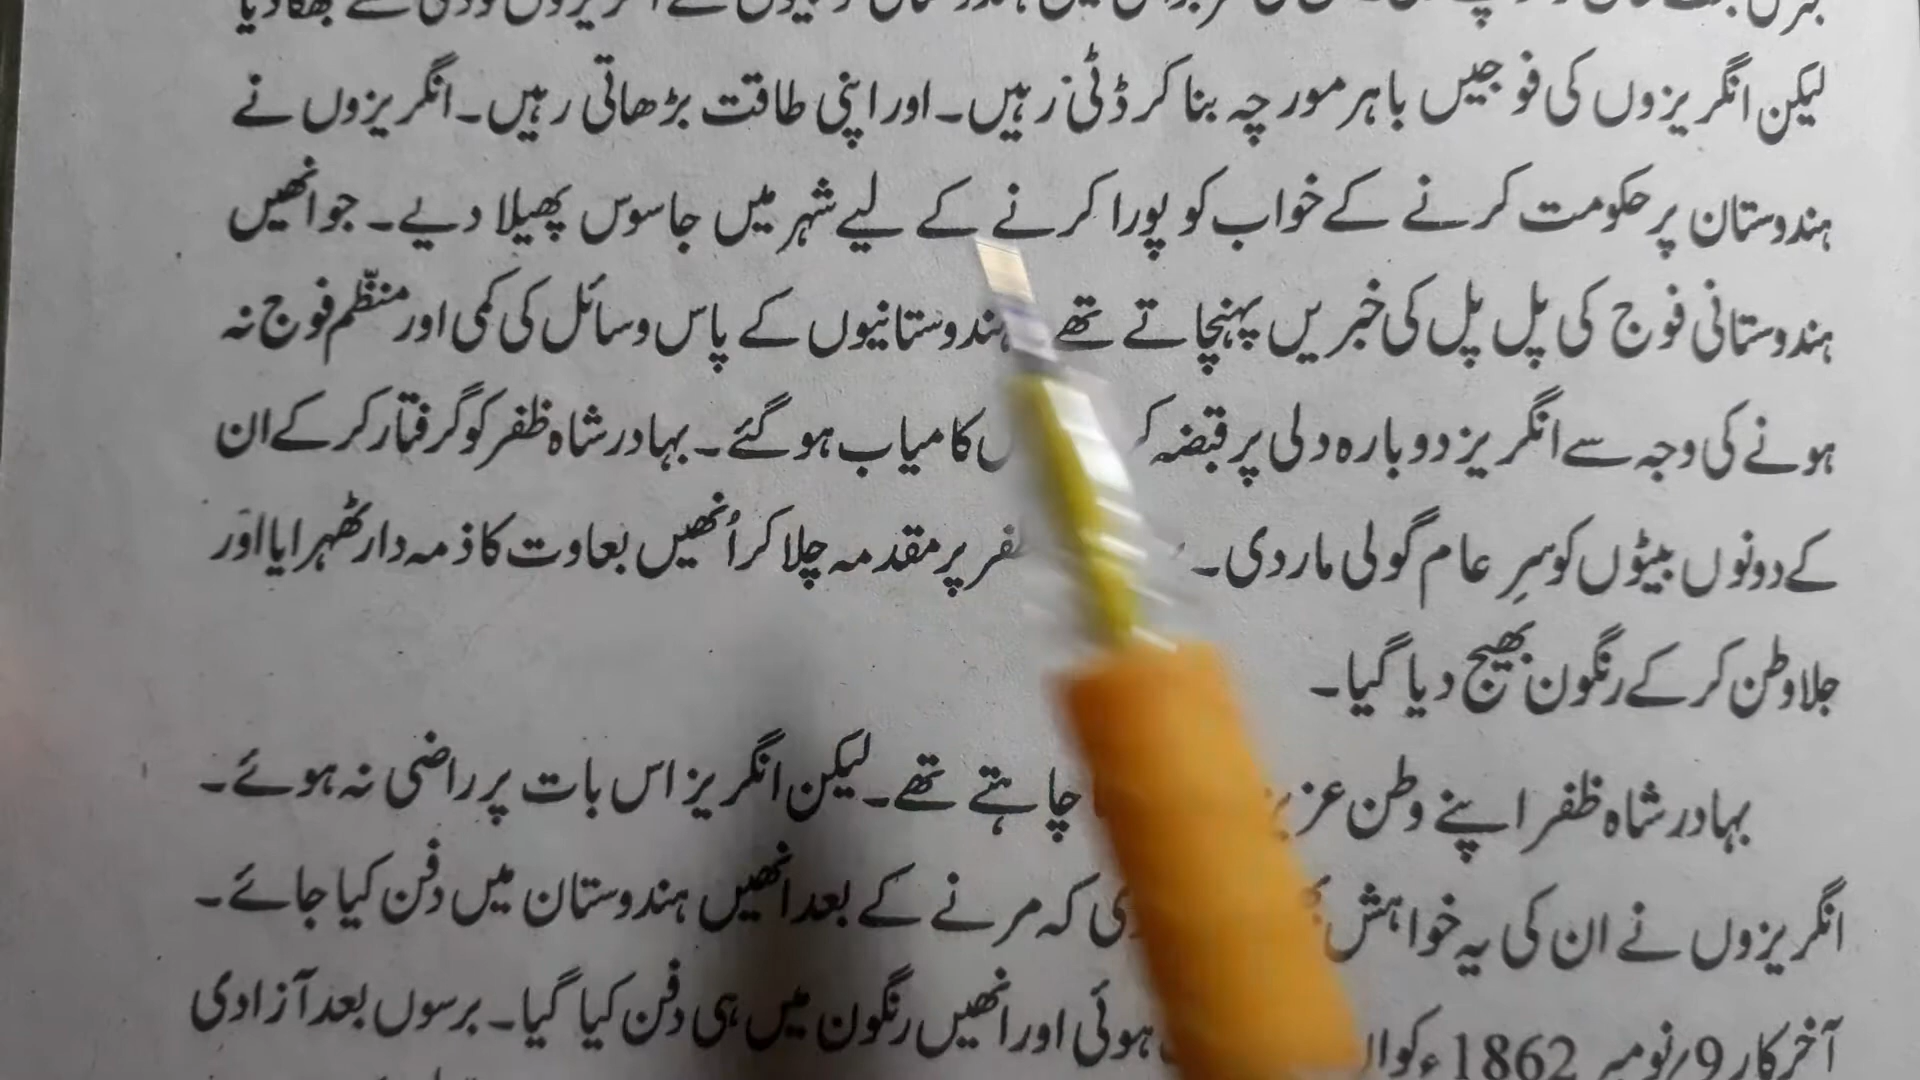 لیکن انگریزوں کی فوجیں باہر مورچہ بنا کر ڈٹی رہیں۔ اور اپنی طاقت بڑھاتی رہیں۔ انگریزوں نے
ہندوستان پر حکومت کرنے کے خواب کو پورا کرنے کے لیے شہر میں جاسوس پھیلا دیے۔ جو انھیں
ہندوستانی فوج کی پل پل کی خبریں پہنچاتے تھے ہندوستانیوں کے پاس وسائل کی کمی اور منظّم فوج نہ
ہونے کی وجہ سے انگریز دوبارہ دلی پر قبضہ کر کامیاب ہوگئے۔ بہادر شاہ ظفر کو گرفتار کر کے ان
کے دونوں بیٹوں کو سرِ عام گولی مار دی۔ پر مقدمہ چلا کر اُنھیں بعاوت کا ذمہ دار ٹھہرایا اور
جلا وطن کر کے رنگون بھیج دیا گیا۔
بہادر شاہ ظفر اپنے وطن چاہتے تھے۔ لیکن انگریز اس بات پر راضی نہ ہوئے۔
انگریزوں نے ان کی یہ خواہش کہ مرنے کے بعد انھیں ہندوستان میں دفن کیا جائے۔
آخر کار 9؍نومبر 1862ء کو ہوئی اور انھیں رنگون میں ہی دفن کیا گیا۔ برسوں بعد آزادی